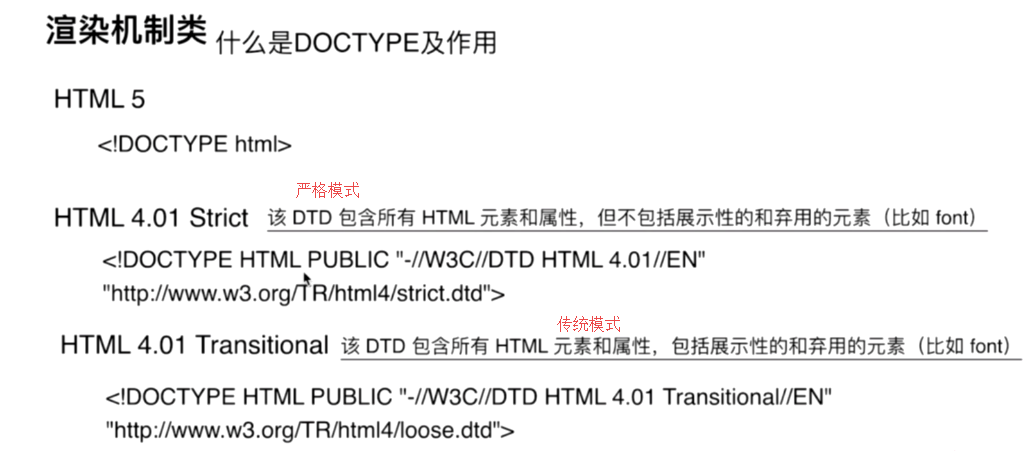 渲染机制类 什么是DOCTYPE及作用
HTML 5
<!DOCTYPE html>
严格模式
HTML 4.01 Strict 该 DTD 包含所有 HTML 元素和属性，但不包括展示性的和弃用的元素（比如 font）
<!DOCTYPE HTML PUBLIC "-//W3C//DTD HTML 4.01//EN"
"http://www.w3.org/TR/html4/strict.dtd">
传统模式
HTML 4.01 Transitional 该 DTD 包含所有 HTML 元素和属性，包括展示性的和弃用的元素（比如 font）
<!DOCTYPE HTML PUBLIC "-//W3C//DTD HTML 4.01 Transitional//EN"
"http://www.w3.org/TR/html4/loose.dtd">